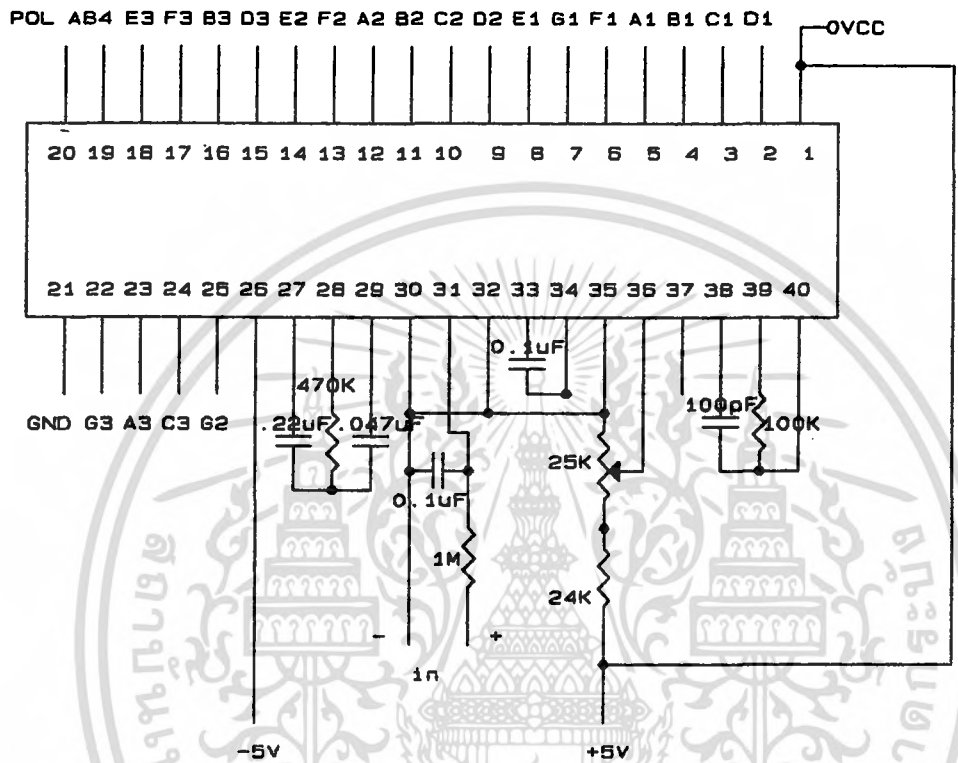 POL AB4 E3 F3 B3 D3 E2 F2 A2 B2 C2 D2 E1 G1 F1 A1 B1 C1 D1
OVCC
20 19 18 17 16 15 14 13 12 11 10 9 8 7 6 5 4 3 2 1
21 22 23 24 25 26 27 28 29 30 31 32 33 34 35 36 37 38 39 40
0.1uF
470K
100pF
GND G3 A3 C3 G2
.22uF
.047uF
100K
25K
0.1uF
1M
24K
- +
in
-5V
+5V